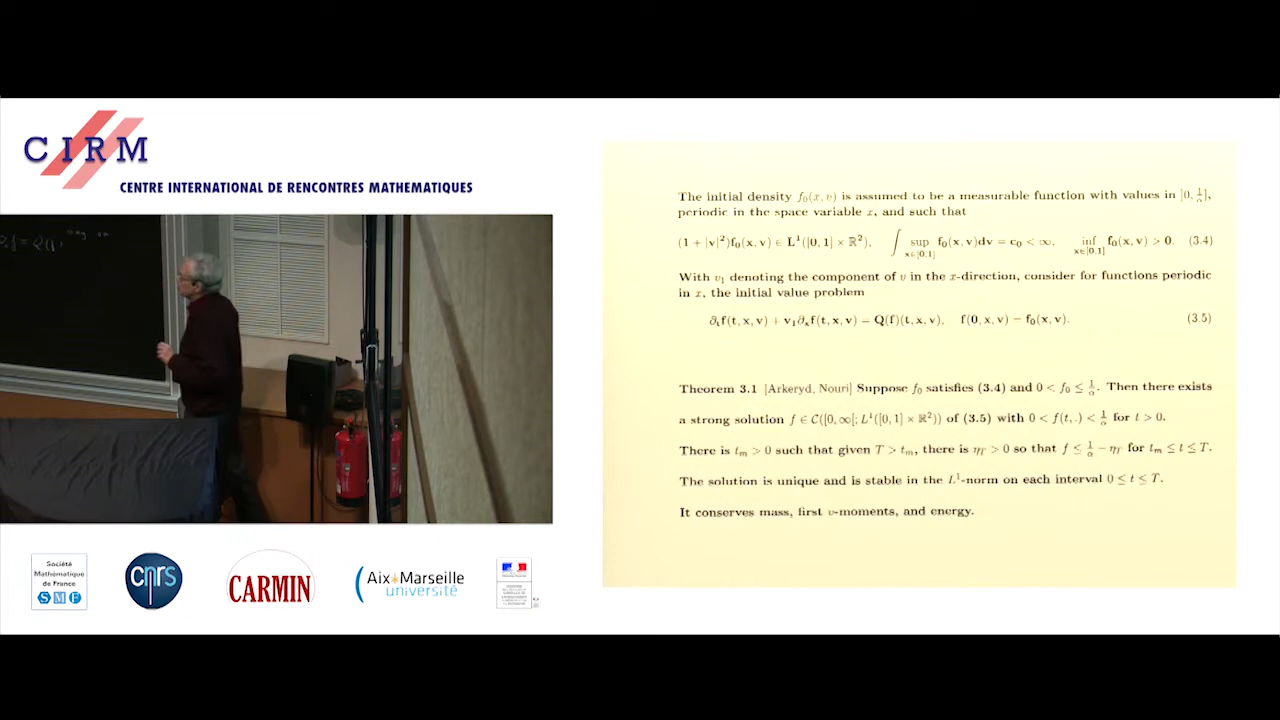 CIRM
CENTRE INTERNATIONAL DE RENCONTRES MATHEMATIQUES
The initial density f₀(x, v) is assumed to be a measurable function with values in ]0, 1/α],
periodic in the space variable x, and such that
(1 + |v|²)f₀(x, v) ∈ L¹([0, 1] × ℝ²), ∫ sup_{x∈[0,1]} f₀(x, v)dv = c₀ < ∞, inf_{x∈[0,1]} f₀(x, v) > 0. (3.4)
With v₁ denoting the component of v in the x-direction, consider for functions periodic
in x, the initial value problem
∂ₜf(t, x, v) + v₁∂ₓf(t, x, v) = Q(f)(t, x, v), f(0, x, v) = f₀(x, v). (3.5)
Theorem 3.1 [Arkeryd, Nouri] Suppose f₀ satisfies (3.4) and 0 < f₀ ≤ 1/α. Then there exists
a strong solution f ∈ C([0, ∞[; L¹([0, 1] × ℝ²)) of (3.5) with 0 < f(t, .) < 1/α for t > 0.
There is tₘ > 0 such that given T > tₘ, there is η_T > 0 so that f ≤ 1/α − η_T for tₘ ≤ t ≤ T.
The solution is unique and is stable in the L¹-norm on each interval 0 ≤ t ≤ T.
It conserves mass, first v-moments, and energy.
Société
Mathématique
de France
SMF
cnrs
CARMIN
Aix*Marseille
université